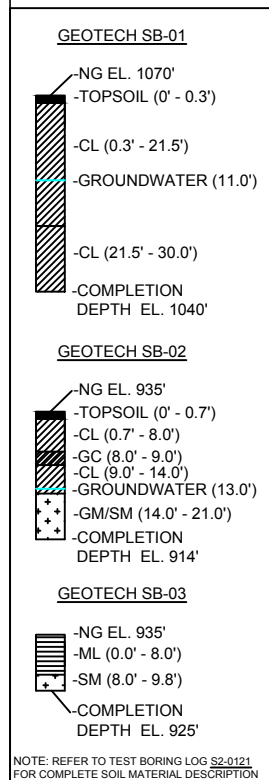 GEOTECH SB-01
-NG EL. 1070'
-TOPSOIL (0' - 0.3')
-CL (0.3' - 21.5')
-GROUNDWATER (11.0')
-CL (21.5' - 30.0')
-COMPLETION
DEPTH EL. 1040'
GEOTECH SB-02
-NG EL. 935'
-TOPSOIL (0' - 0.7')
-CL (0.7' - 8.0')
-GC (8.0' - 9.0')
-CL (9.0' - 14.0')
-GROUNDWATER (13.0')
-GM/SM (14.0' - 21.0')
-COMPLETION
DEPTH EL. 914'
GEOTECH SB-03
-NG EL. 935'
-ML (0.0' - 8.0')
-SM (8.0' - 9.8')
-COMPLETION
DEPTH EL. 925'
NOTE: REFER TO TEST BORING LOG S2-0121
FOR COMPLETE SOIL MATERIAL DESCRIPTION